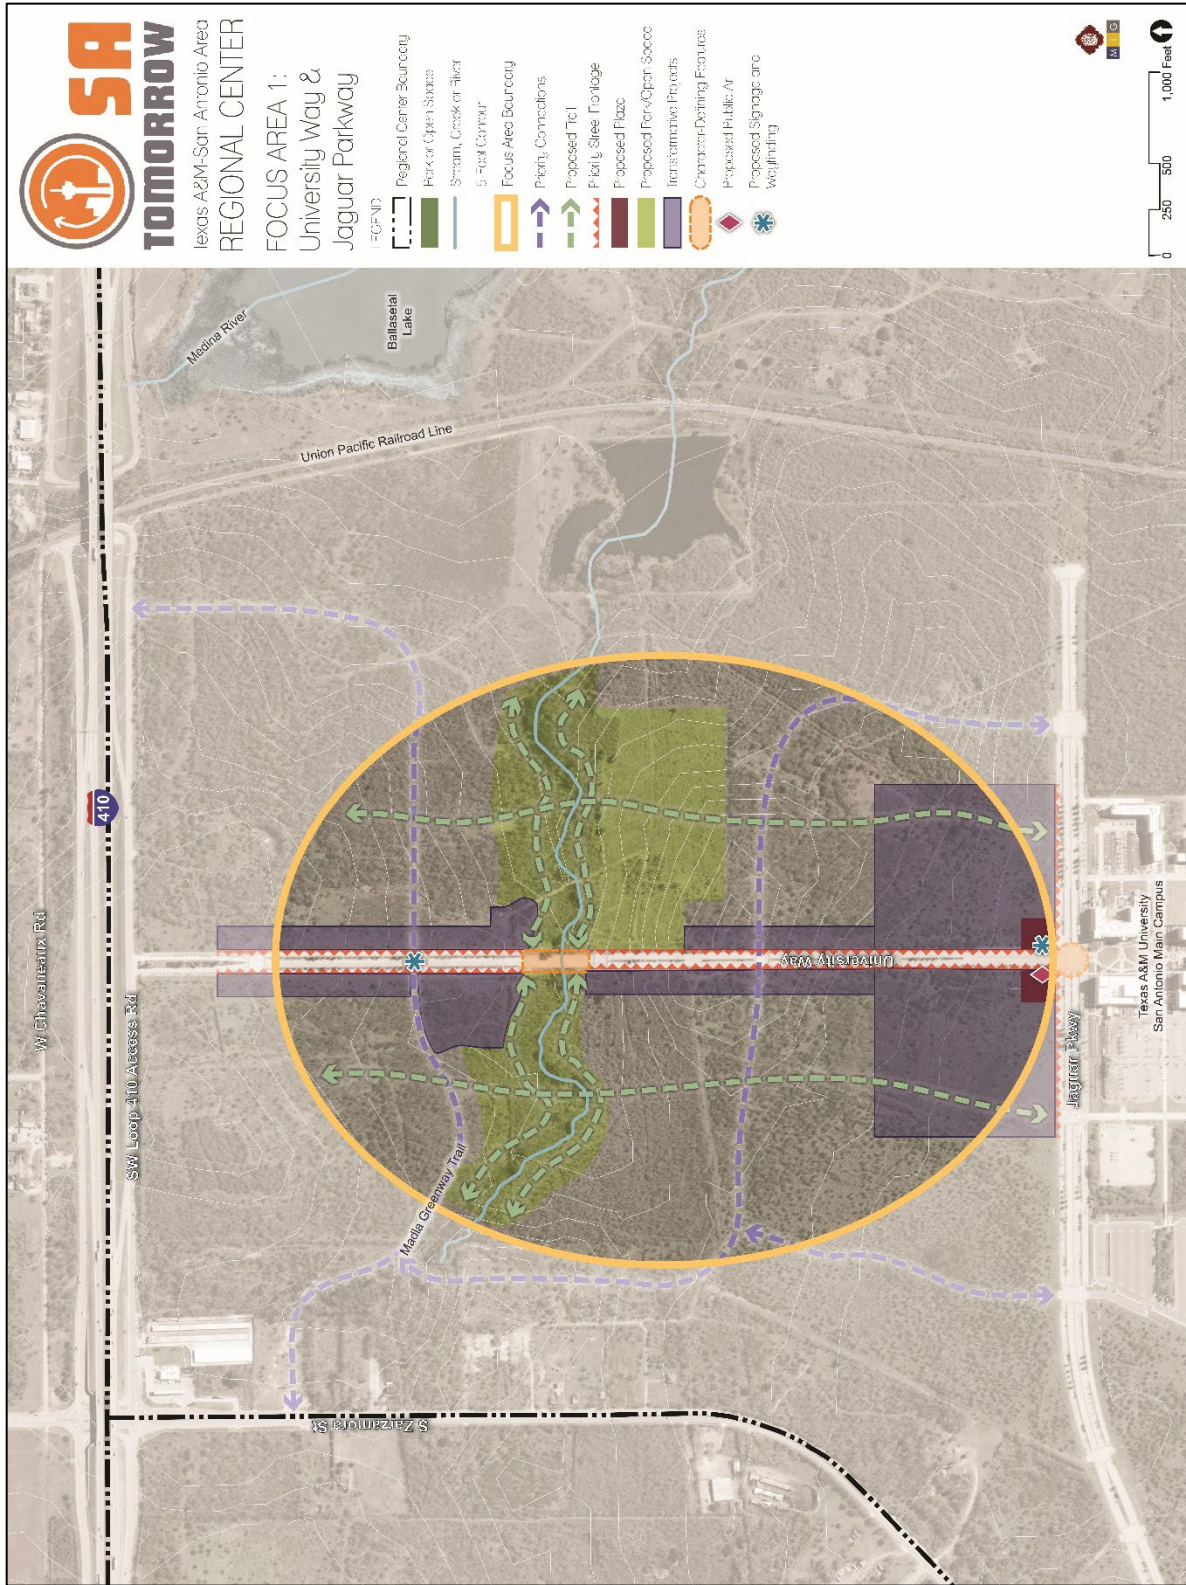 SA
TOMORROW
Texas A&M-San Antonio Area
REGIONAL CENTER
FOCUS AREA 1:
University Way &
Jaguar Parkway
LEGEND
Regional Center Boundary
Park or Open Space
Stream, Creek or River
5 Foot Contour
Focus Area Boundary
Priority Connections
Proposed Trail
Priority Street Frontage
Proposed Plaza
Proposed Park/Open Space
Transformative Projects
Character-Defining Features
Proposed Public Art
Proposed Signage and
Wayfinding
0 250 500 1,000 Feet
M I G
W Chavaneaux Rd
410
SW Loop 410 Access Rd
Medina River
Ballasetal
Lake
Union Pacific Railroad Line
Madla Greenway Trail
S Zarzamora St
University Way
Jaguar Pkwy
Texas A&M University
San Antonio Main Campus